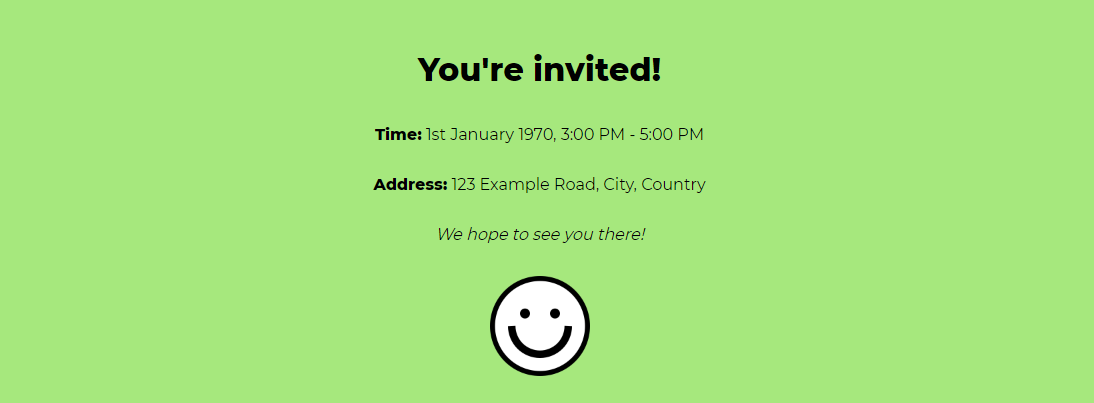 You're invited!
Time: 1st January 1970, 3:00 PM - 5:00 PM
Address: 123 Example Road, City, Country
We hope to see you there!